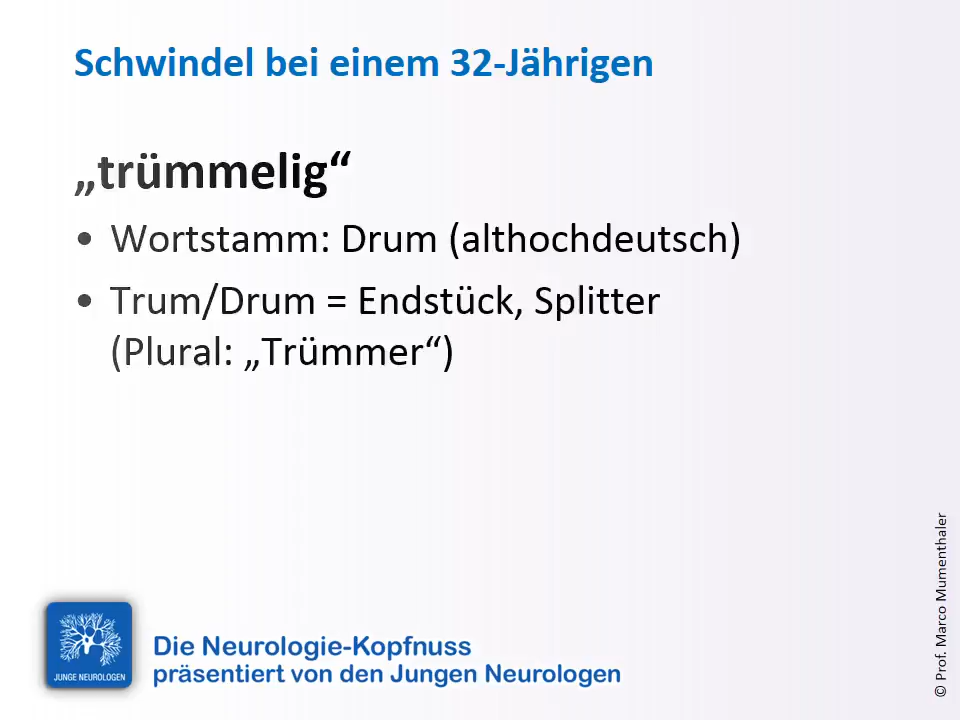 Schwindel bei einem 32-Jährigen
„trümmelig“
• Wortstamm: Drum (althochdeutsch)
• Trum/Drum = Endstück, Splitter
(Plural: „Trümmer“)
© Prof. Marco Mumenthaler
JUNGE NEUROLOGEN
Die Neurologie-Kopfnuss
präsentiert von den Jungen Neurologen